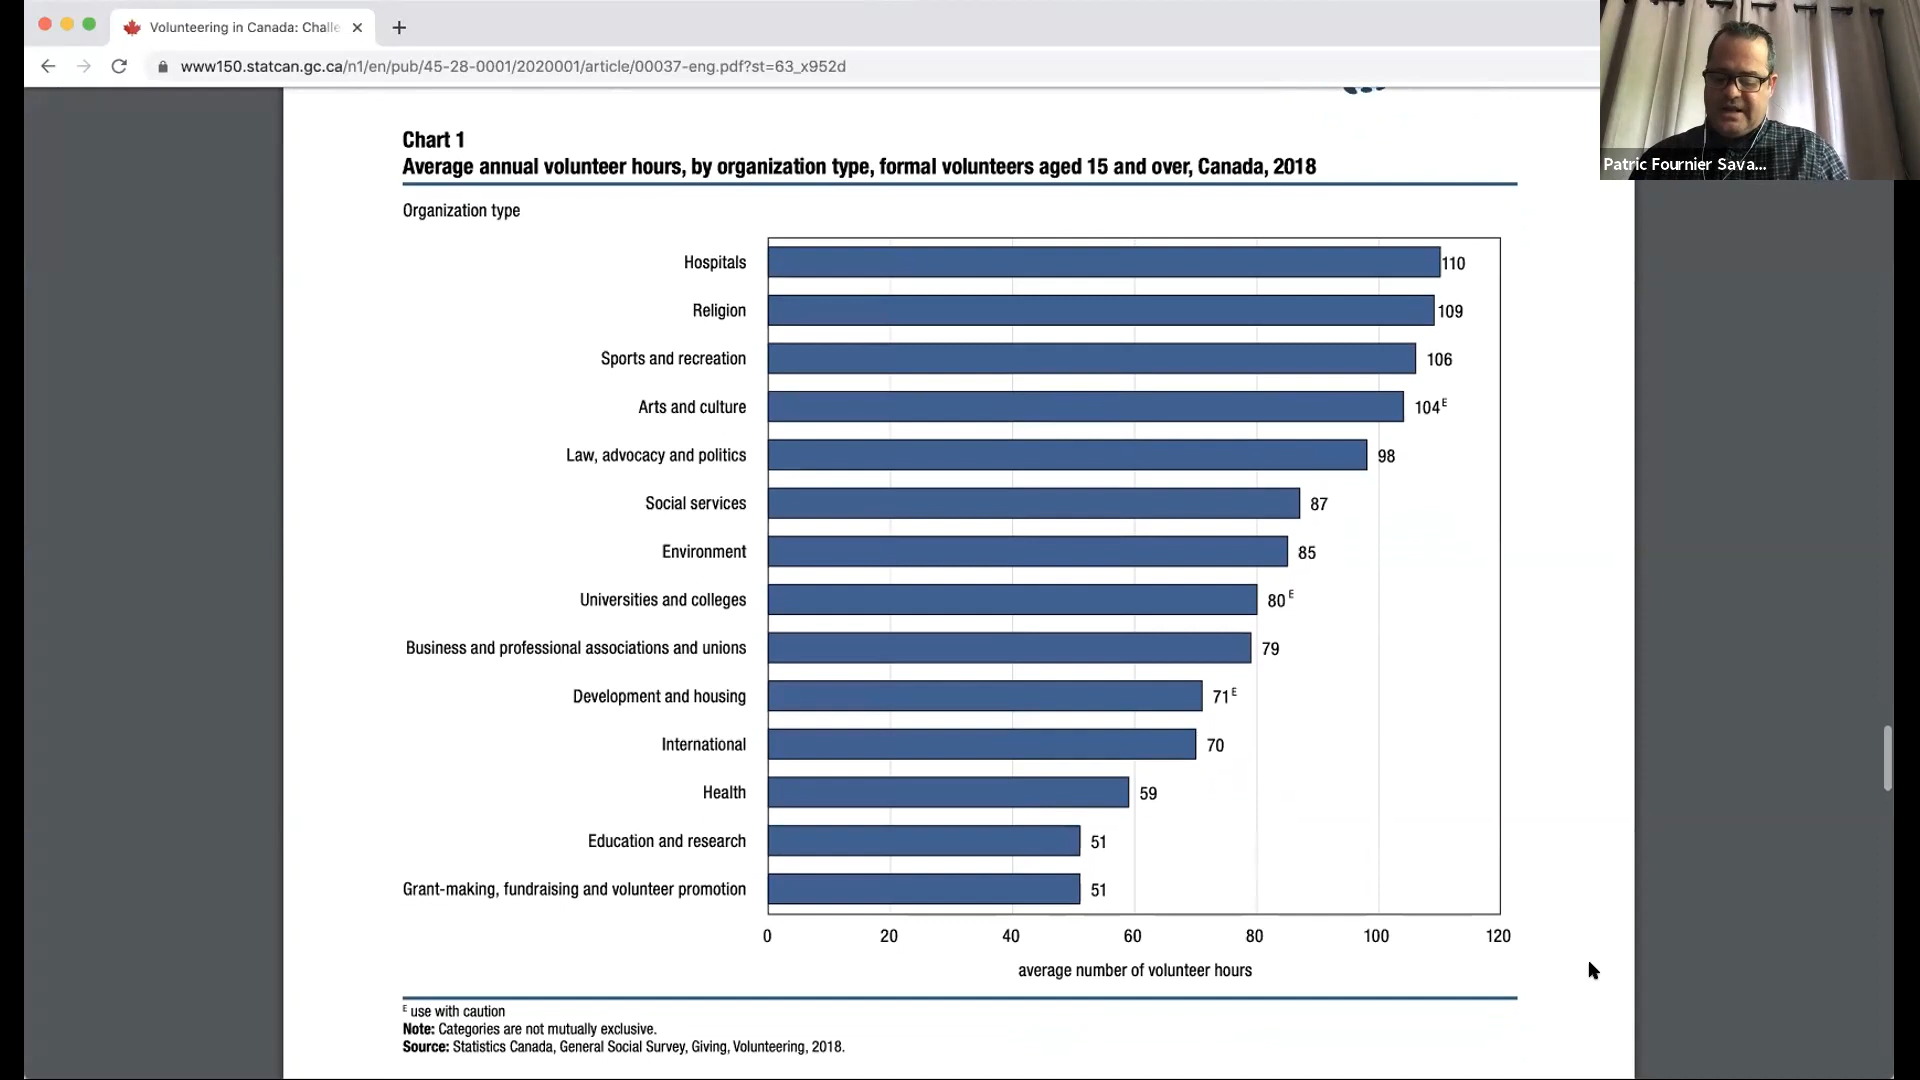 Volunteering in Canada: Challe
www150.statcan.gc.ca/n1/en/pub/45-28-0001/2020001/article/00037-eng.pdf?st=63_x952d
Patric Fournier Sava...
Chart 1
Average annual volunteer hours, by organization type, formal volunteers aged 15 and over, Canada, 2018
Organization type
Hospitals 110
Religion 109
Sports and recreation 106
Arts and culture 104 E
Law, advocacy and politics 98
Social services 87
Environment 85
Universities and colleges 80 E
Business and professional associations and unions 79
Development and housing 71 E
International 70
Health 59
Education and research 51
Grant-making, fundraising and volunteer promotion 51
0 20 40 60 80 100 120
average number of volunteer hours
E use with caution
Note: Categories are not mutually exclusive.
Source: Statistics Canada, General Social Survey, Giving, Volunteering, 2018.